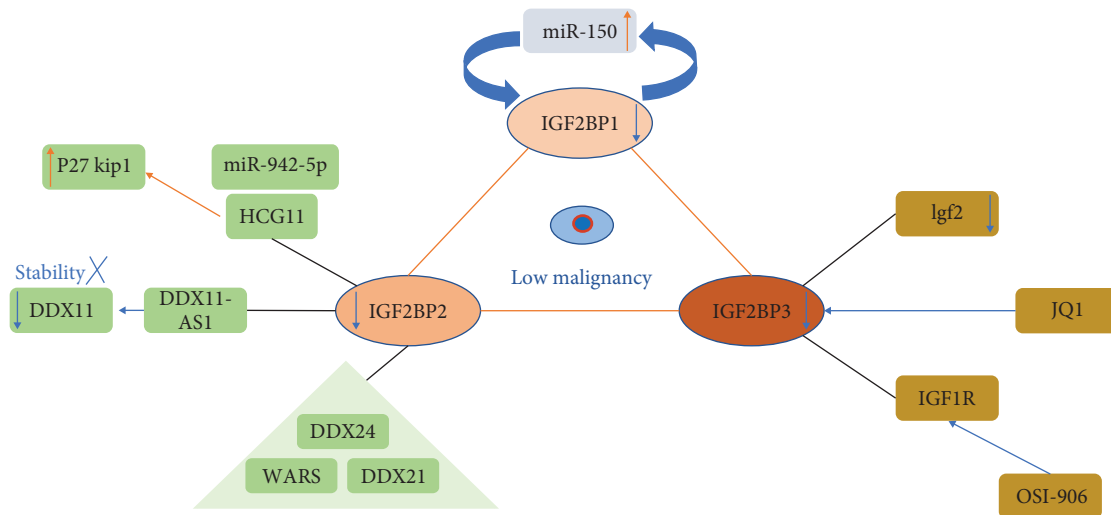 miR-150
IGF2BP1
P27 kip1
miR-942-5p
HCG11
lgf2
Low malignancy
Stability
DDX11
DDX11-
AS1
IGF2BP2
IGF2BP3
JQ1
IGF1R
DDX24
WARS
DDX21
OSI-906